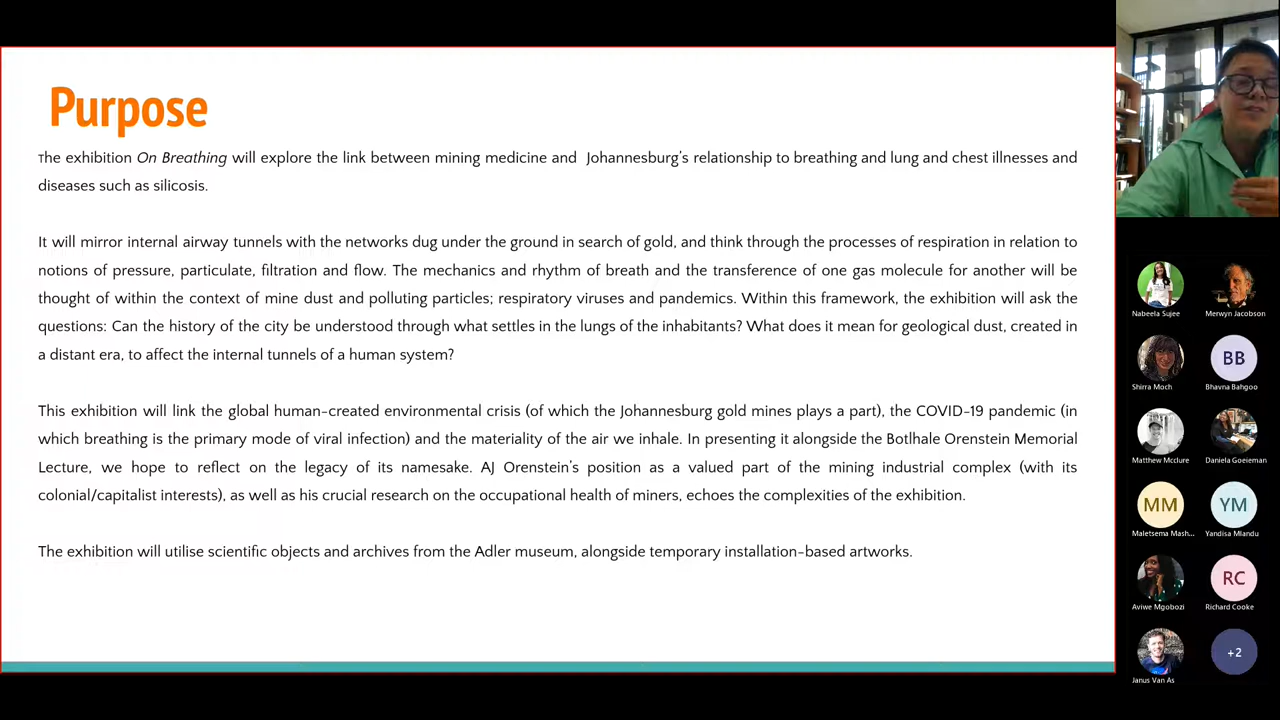 Purpose
The exhibition On Breathing will explore the link between mining medicine and Johannesburg's relationship to breathing and lung and chest illnesses and
diseases such as silicosis.
It will mirror internal airway tunnels with the networks dug under the ground in search of gold, and think through the processes of respiration in relation to
notions of pressure, particulate, filtration and flow. The mechanics and rhythm of breath and the transference of one gas molecule for another will be
thought of within the context of mine dust and polluting particles; respiratory viruses and pandemics. Within this framework, the exhibition will ask the
questions: Can the history of the city be understood through what settles in the lungs of the inhabitants? What does it mean for geological dust, created in
a distant era, to affect the internal tunnels of a human system?
This exhibition will link the global human-created environmental crisis (of which the Johannesburg gold mines plays a part), the COVID-19 pandemic (in
which breathing is the primary mode of viral infection) and the materiality of the air we inhale. In presenting it alongside the Botlhale Orenstein Memorial
Lecture, we hope to reflect on the legacy of its namesake. AJ Orenstein's position as a valued part of the mining industrial complex (with its
colonial/capitalist interests), as well as his crucial research on the occupational health of miners, echoes the complexities of the exhibition.
The exhibition will utilise scientific objects and archives from the Adler museum, alongside temporary installation-based artworks.
Nabeela Sujee
Merwyn Jacobson
Shirra Moch
BB
Bhavna Bahgoo
Matthew Mcclure
Daniela Goeieman
MM
Maletsema Mash...
YM
Yandisa Mlandu
Aviwe Mgobozi
RC
Richard Cooke
Janus Van As
+2